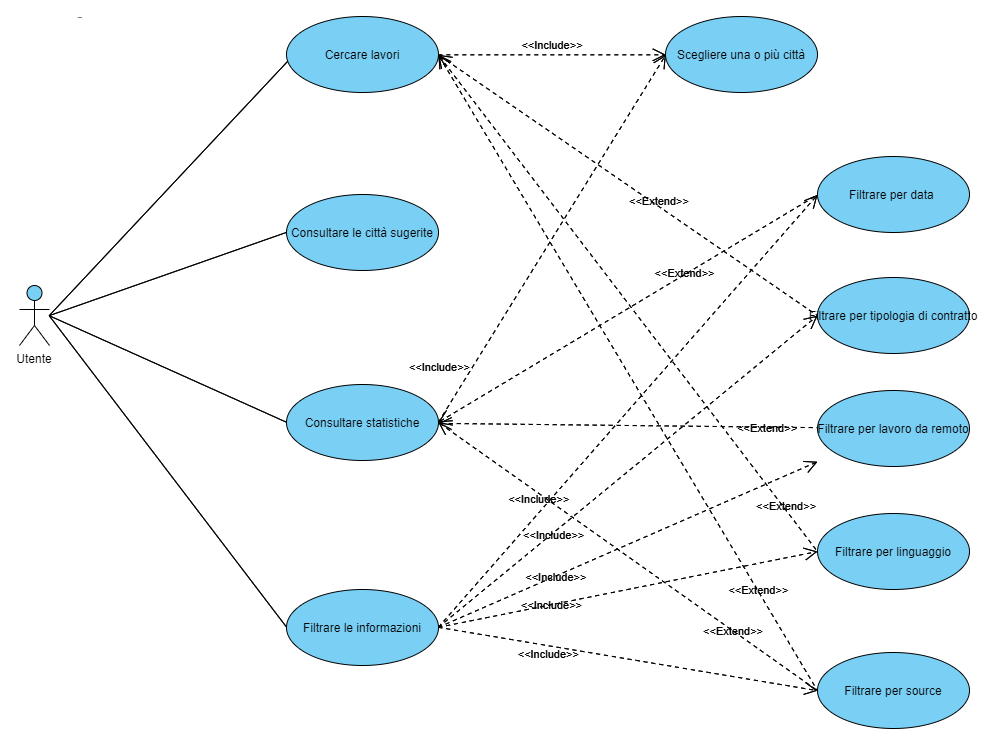 Cercare lavori
<<Include>>
Scegliere una o più città
Filtrare per data
<<Extend>>
Consultare le città sugerite
<<Extend>>
Filtrare per tipologia di contratto
Utente
<<Include>>
Consultare statistiche
<<Extend>>
Filtrare per lavoro da remoto
<<Include>>
<<Extend>>
<<Include>>
Filtrare per linguaggio
<<Include>>
<<Extend>>
<<Include>>
Filtrare le informazioni
<<Extend>>
<<Include>>
Filtrare per source